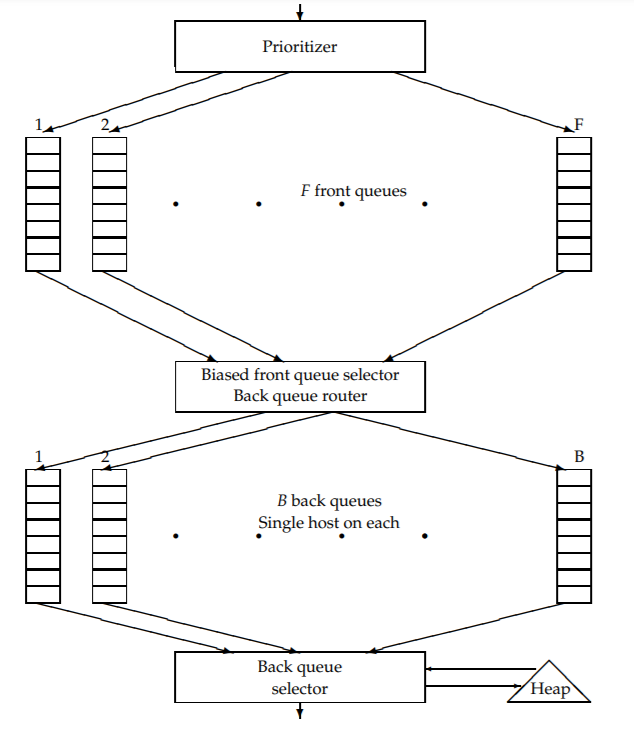 Prioritizer
1 2 F
F front queues
Biased front queue selector
Back queue router
1 2 B
B back queues
Single host on each
Back queue
selector
Heap